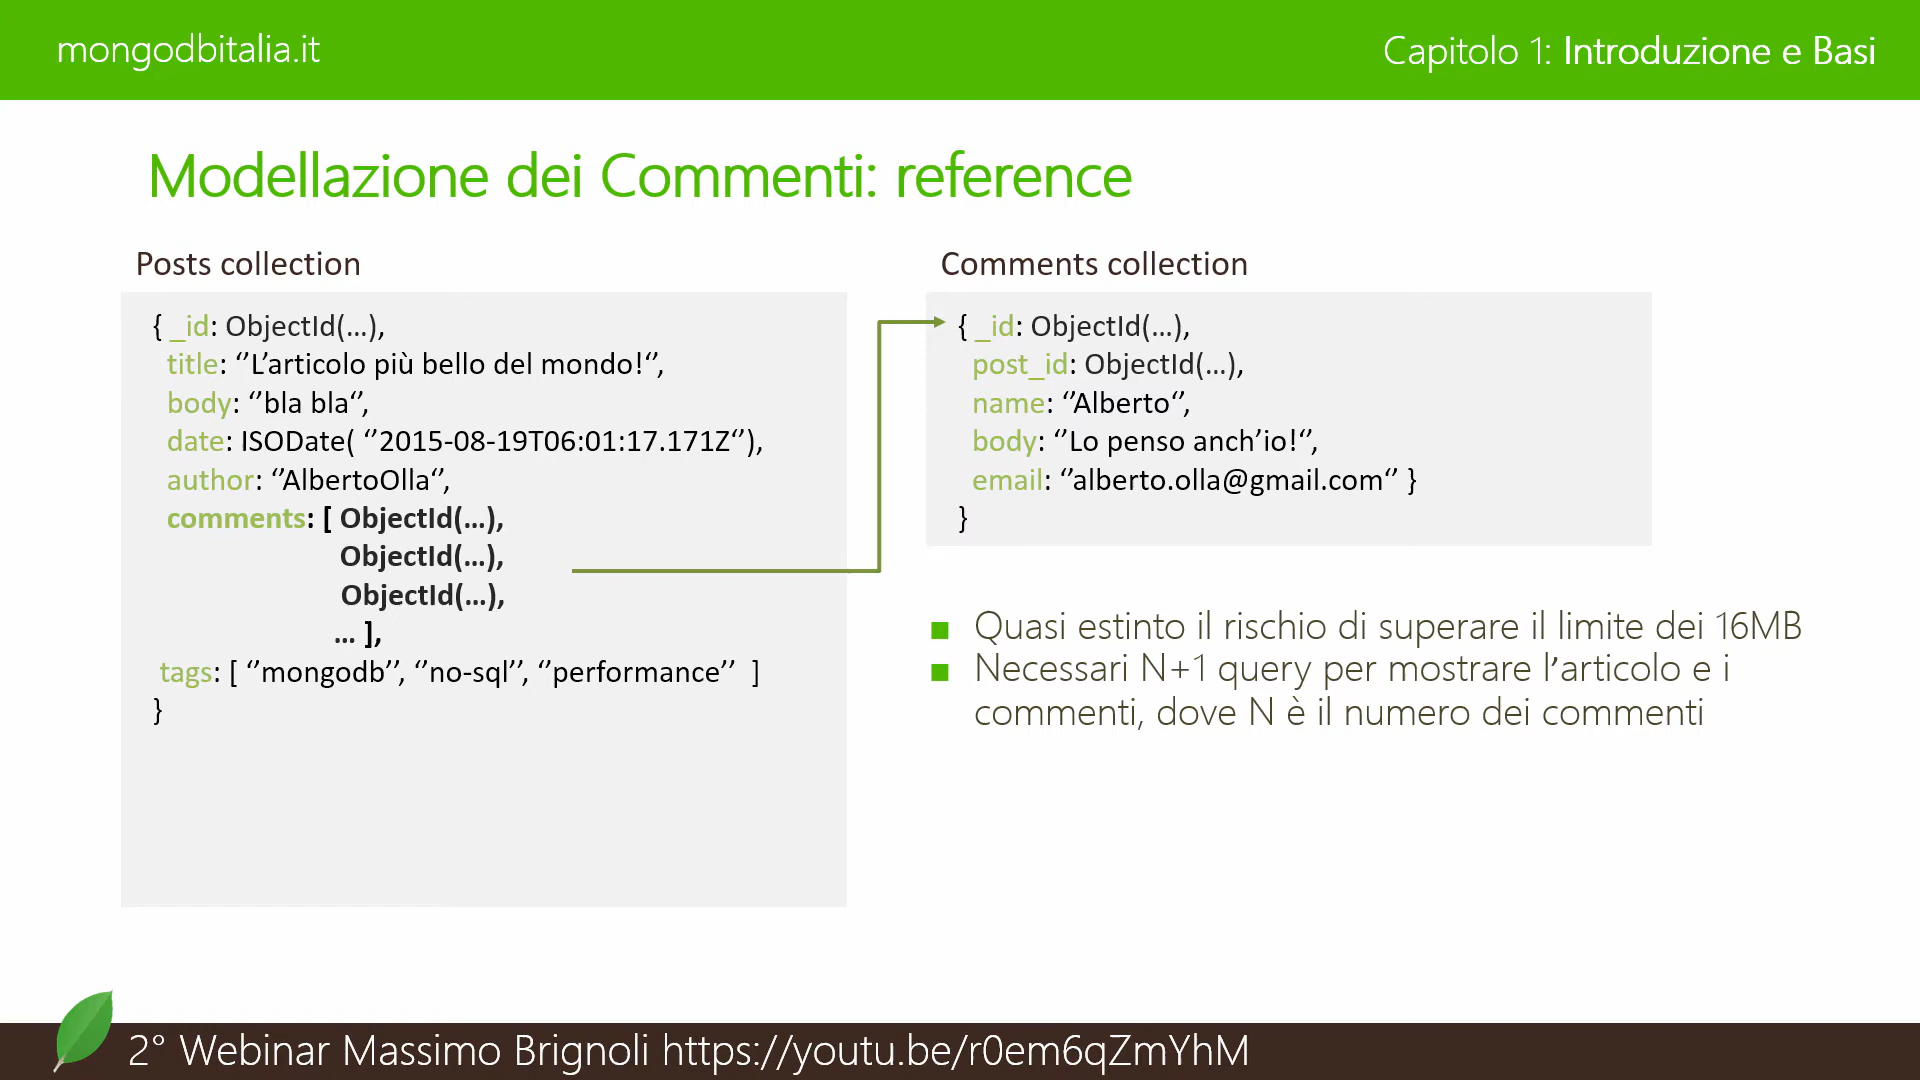 mongodbitalia.it
Capitolo 1: Introduzione e Basi
Modellazione dei Commenti: reference
Posts collection
{ _id: ObjectId(...),
title: ‘’L’articolo più bello del mondo!‘’,
body: ‘’bla bla‘’,
date: ISODate( ‘’2015-08-19T06:01:17.171Z‘’),
author: ‘’AlbertoOlla‘’,
comments: [ ObjectId(...),
ObjectId(...),
ObjectId(...),
... ],
tags: [ ‘’mongodb’’, ‘’no-sql’’, ‘’performance’’ ]
}
Comments collection
{ _id: ObjectId(...),
post_id: ObjectId(...),
name: ‘’Alberto‘’,
body: ‘’Lo penso anch’io!‘’,
email: ‘’alberto.olla@gmail.com‘’ }
}
■ Quasi estinto il rischio di superare il limite dei 16MB
■ Necessari N+1 query per mostrare l’articolo e i
commenti, dove N è il numero dei commenti
2° Webinar Massimo Brignoli https://youtu.be/r0em6qZmYhM